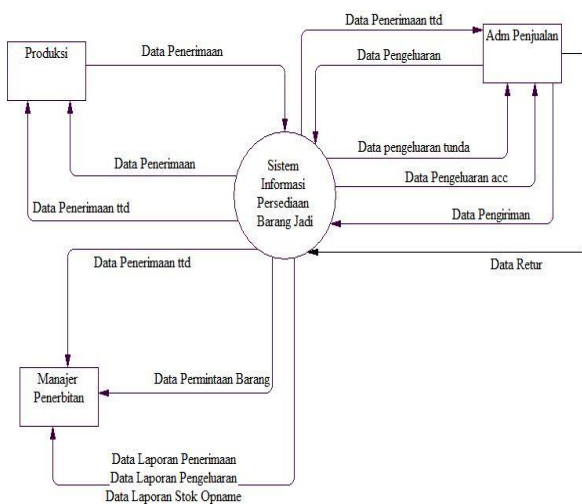 Data Penerimaan ttd
Adm Penjualan
Produksi
Data Penerimaan
Data Pengeluaran
Data pengeluaran tunda
Sistem
Informasi
Persediaan
Barang Jadi
Data Penerimaan
Data Pengeluaran acc
Data Penerimaan ttd
Data Pengiriman
Data Penerimaan ttd
Data Retur
Manajer
Penerbitan
Data Permintaan Barang
Data Laporan Penerimaan
Data Laporan Pengeluaran
Data Laporan Stok Opname